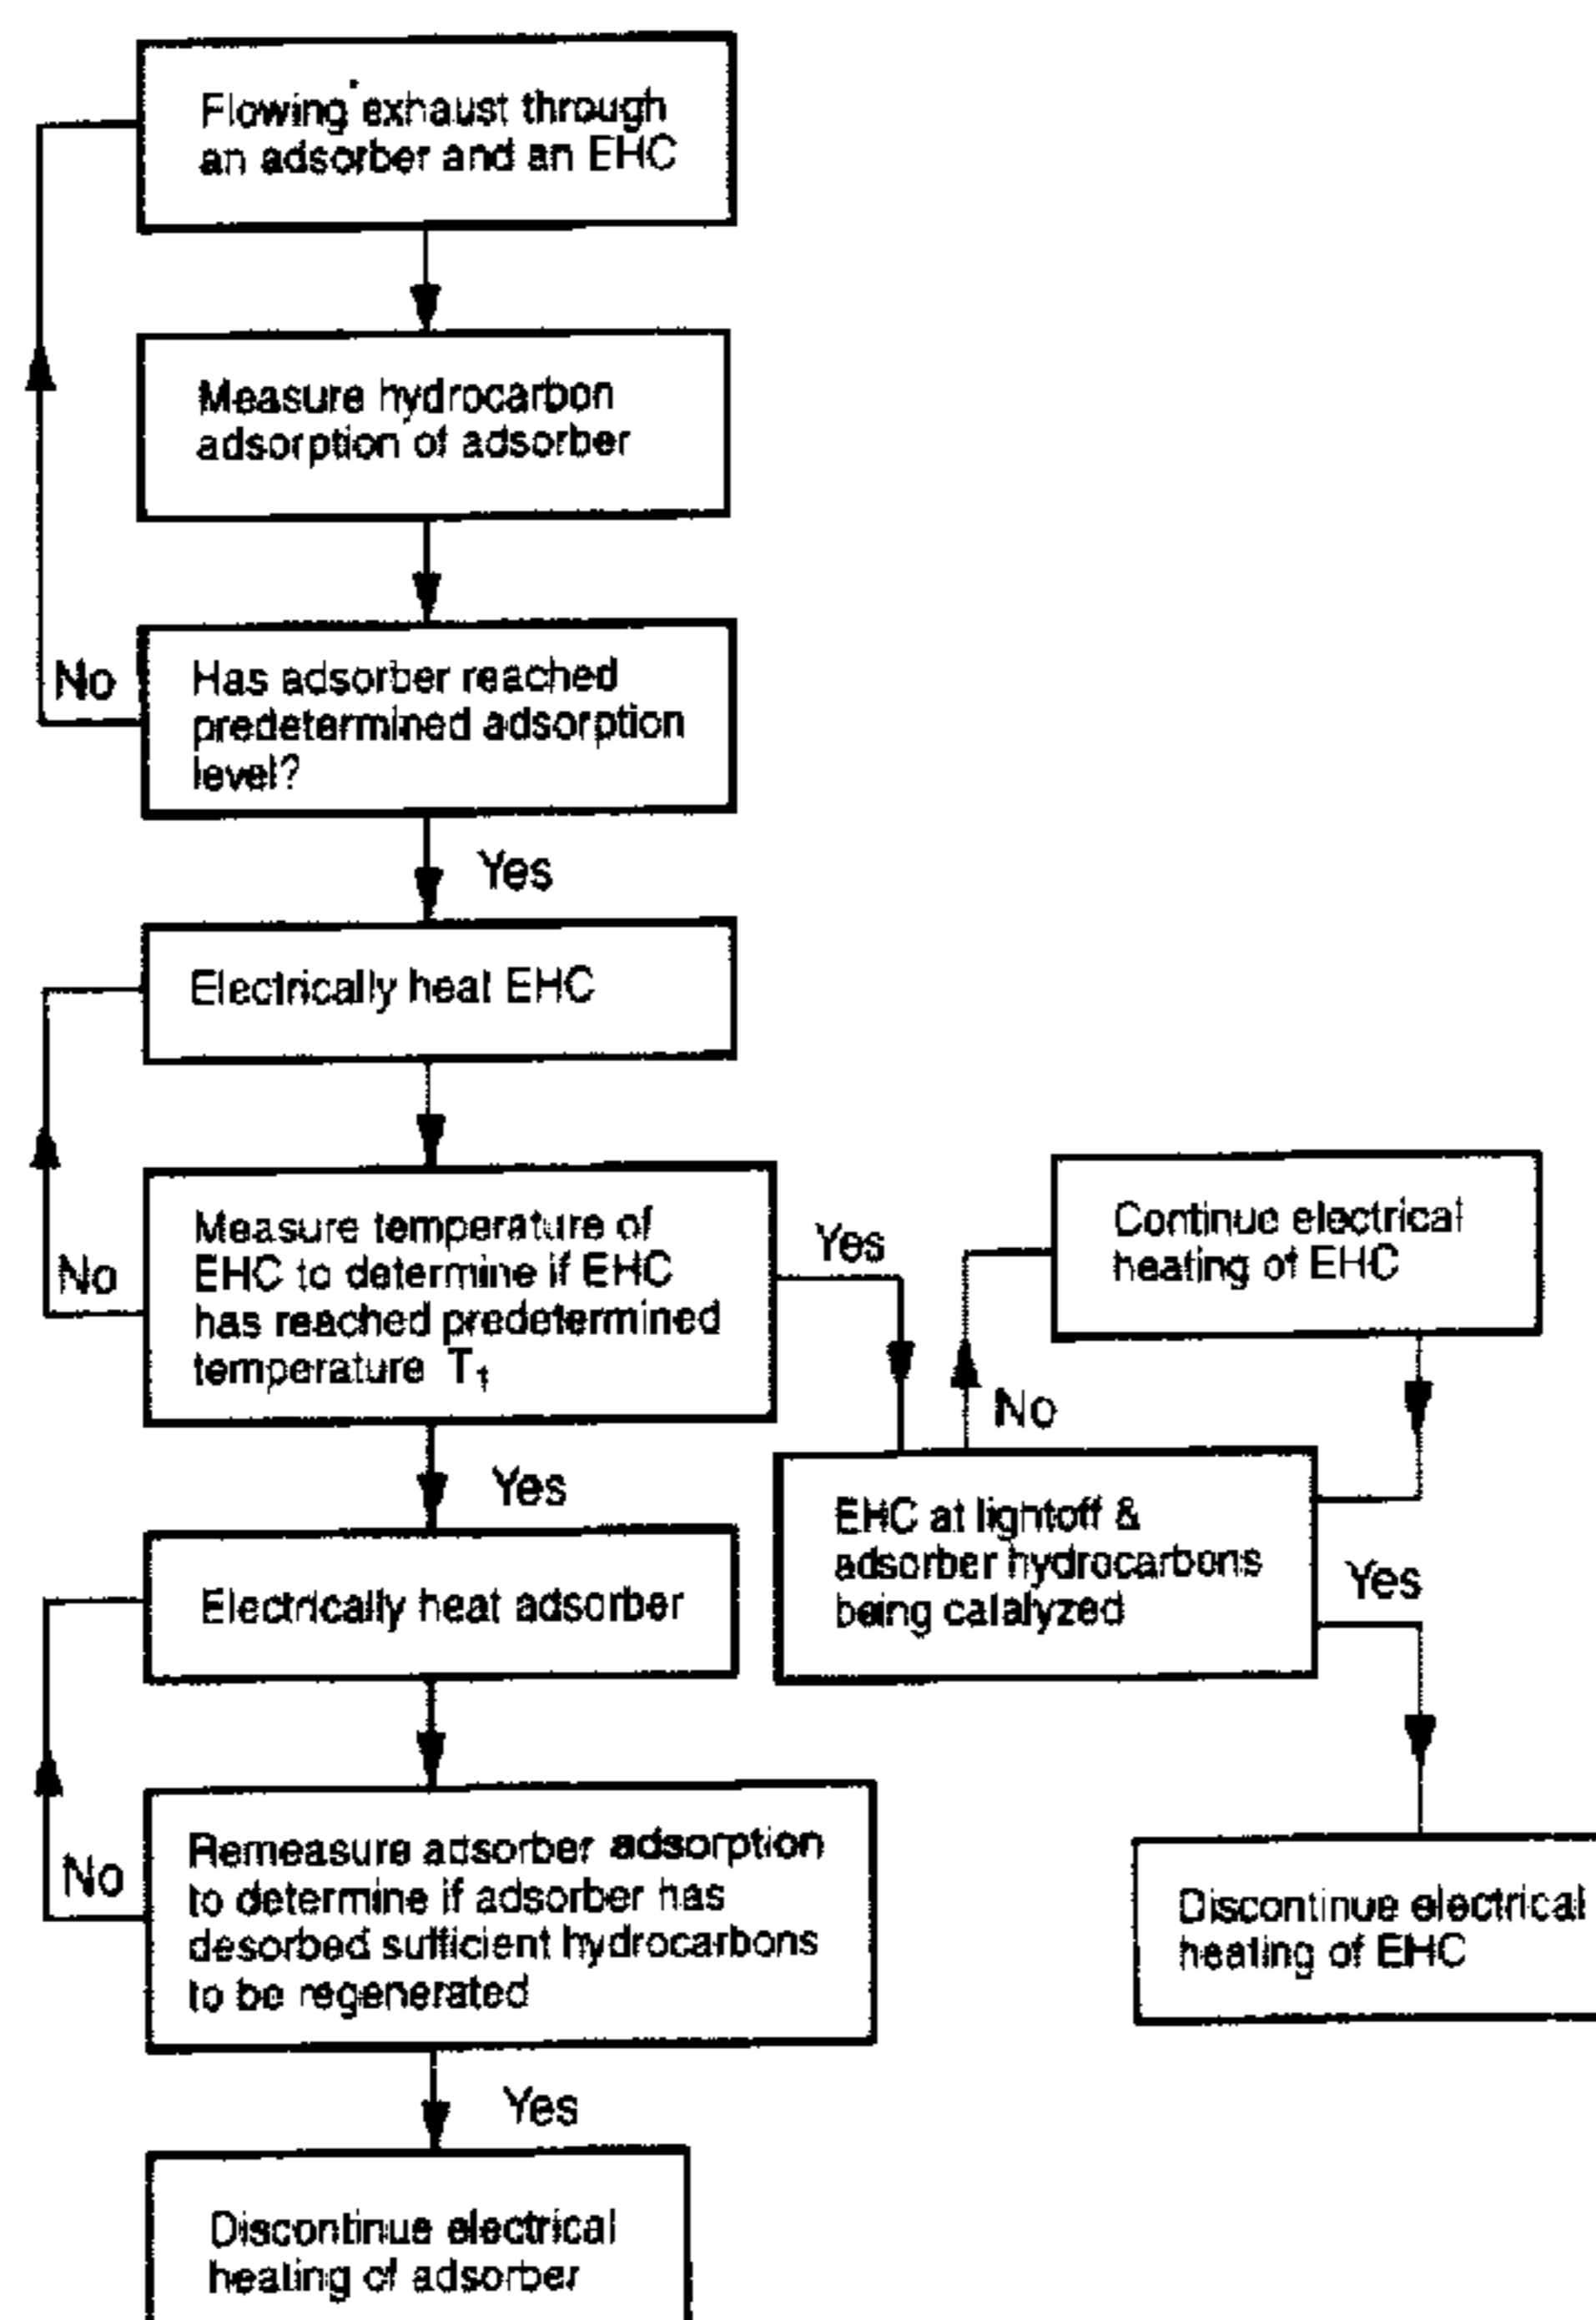 Flowing exhaust through
an adsorber and an EHC
Measure hydrocarbon
adsorption of adsorber
No
Has adsorber reached
predetermined adsorption
level?
Yes
Electrically heat EHC
No
Measure temperature of
EHC to determine if EHC
has reached predetermined
temperature T₁
Yes
Continue electrical
heating of EHC
No
Yes
EHC at lightoff &
adsorber hydrocarbons
being catalyzed
Yes
Electrically heat adsorber
No
Remeasure adsorber adsorption
to determine if adsorber has
desorbed sufficient hydrocarbons
to be regenerated
Discontinue electrical
heating of EHC
Yes
Discontinue electrical
heating of adsorber